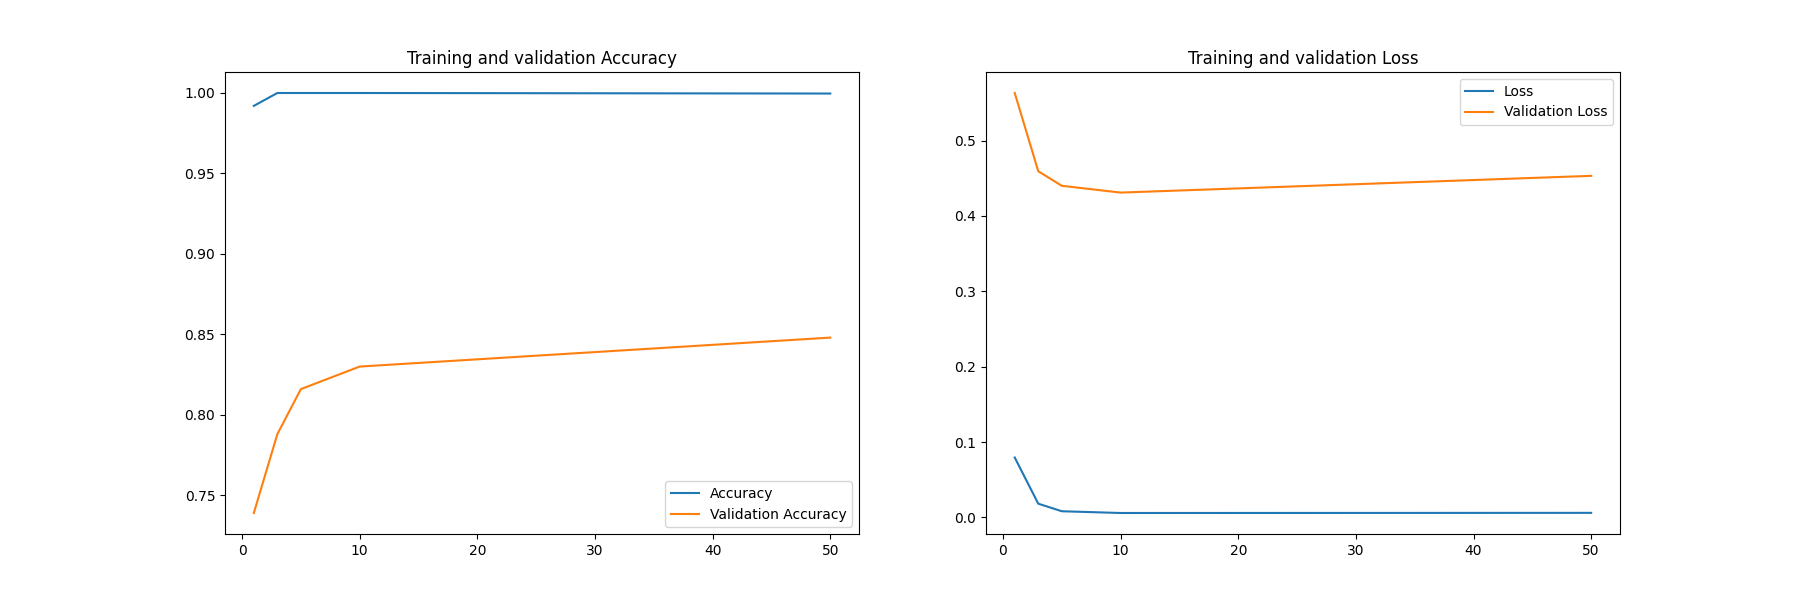 Training and validation Accuracy
1.00
0.95
0.90
0.85
0.80
0.75
0 10 20 30 40 50
Accuracy
Validation Accuracy
Training and validation Loss
0.5
0.4
0.3
0.2
0.1
0.0
0 10 20 30 40 50
Loss
Validation Loss